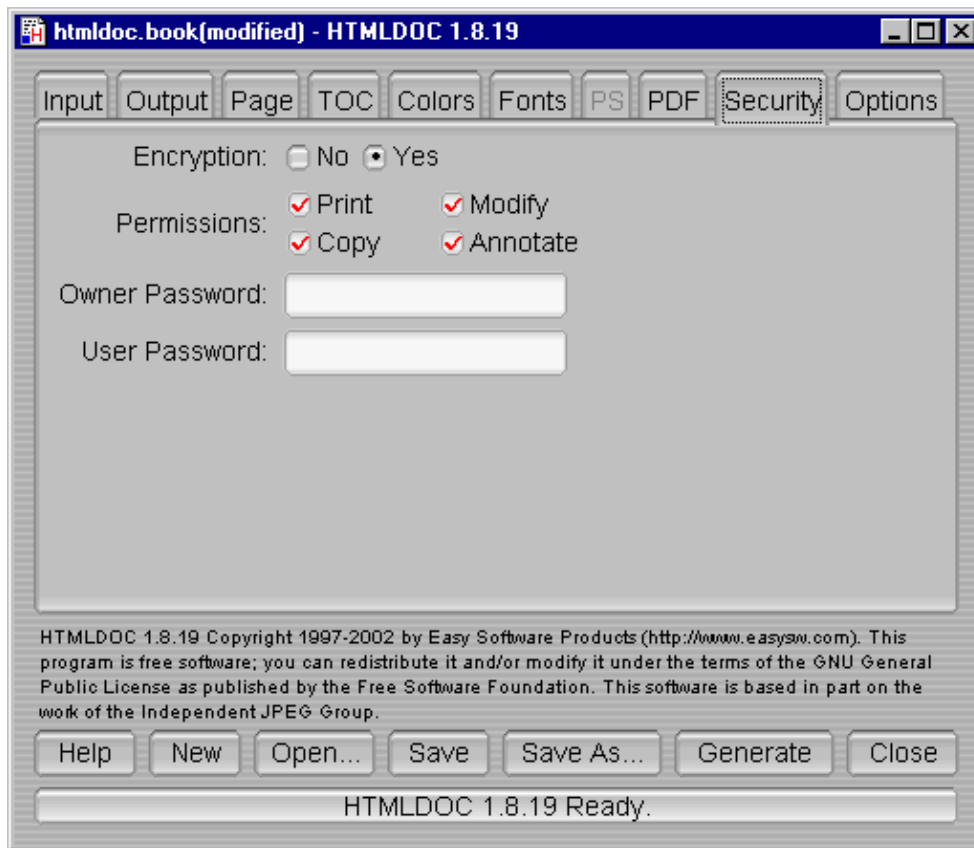 htmldoc.book(modified) - HTMLDOC 1.8.19
Input Output Page TOC Colors Fonts PS PDF Security Options
Encryption: No Yes
Permissions: Print Modify
Copy Annotate
Owner Password:
User Password:
HTMLDOC 1.8.19 Copyright 1997-2002 by Easy Software Products (http://www.easysw.com). This
program is free software; you can redistribute it and/or modify it under the terms of the GNU General
Public License as published by the Free Software Foundation. This software is based in part on the
work of the Independent JPEG Group.
Help New Open... Save Save As... Generate Close
HTMLDOC 1.8.19 Ready.